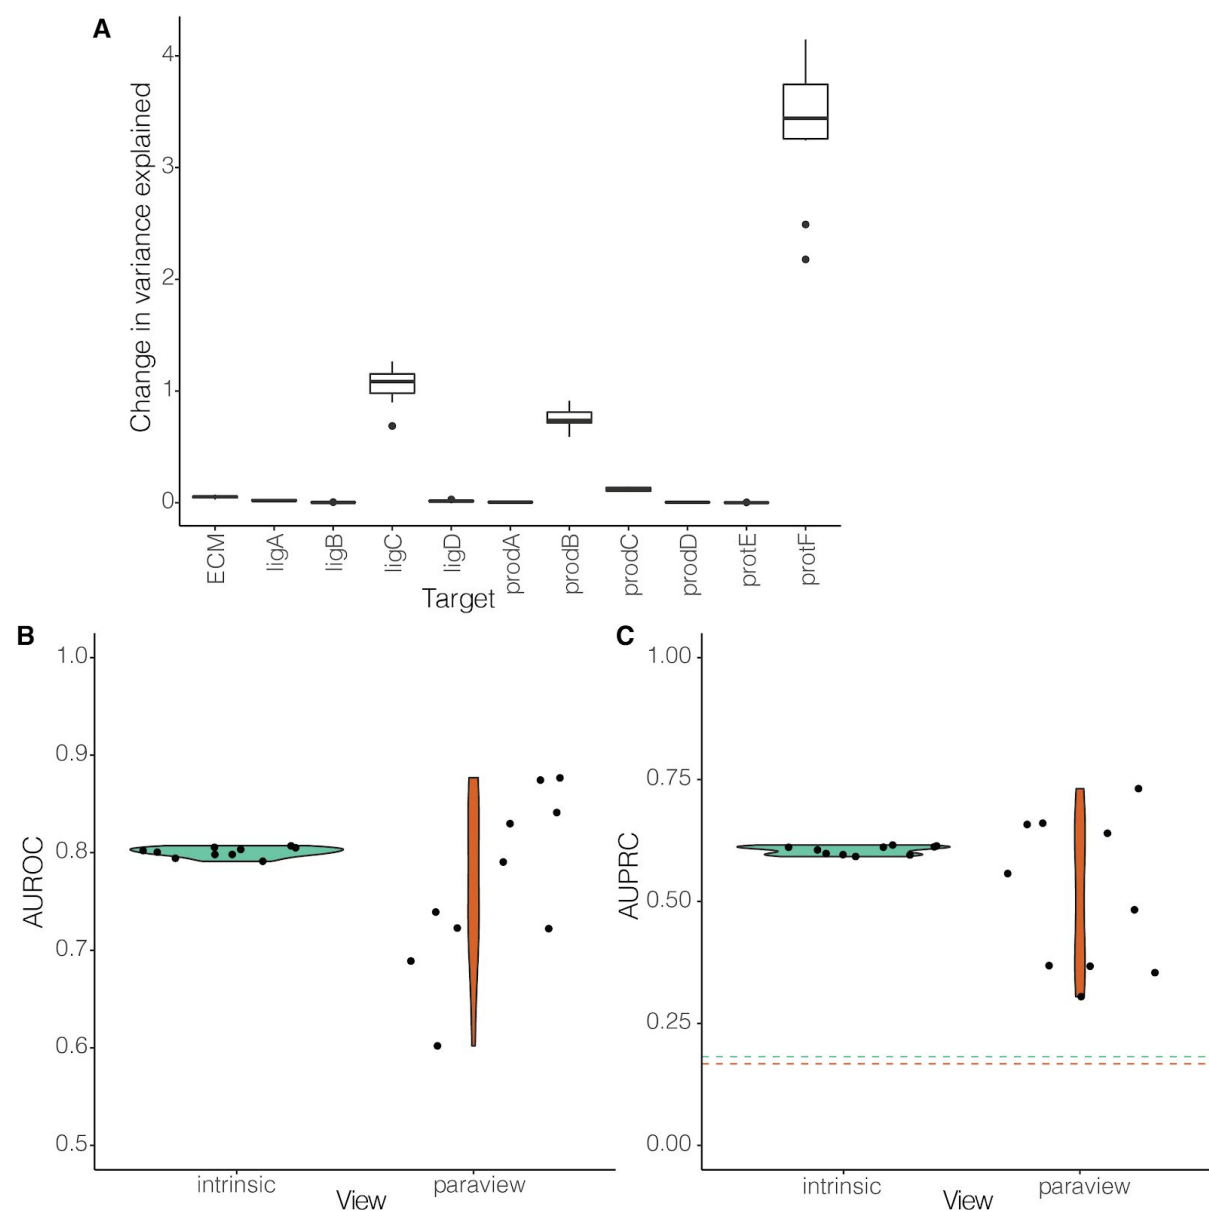 A
4
3
2
1
0
Change in variance explained
ECM
ligA
ligB
ligC
ligD
prodA
prodB
prodC
prodD
protE
protF
Target
B
1.0
0.9
0.8
0.7
0.6
0.5
AUROC
intrinsic
paraview
View
C
1.00
0.75
0.50
0.25
0.00
AUPRC
intrinsic
paraview
View